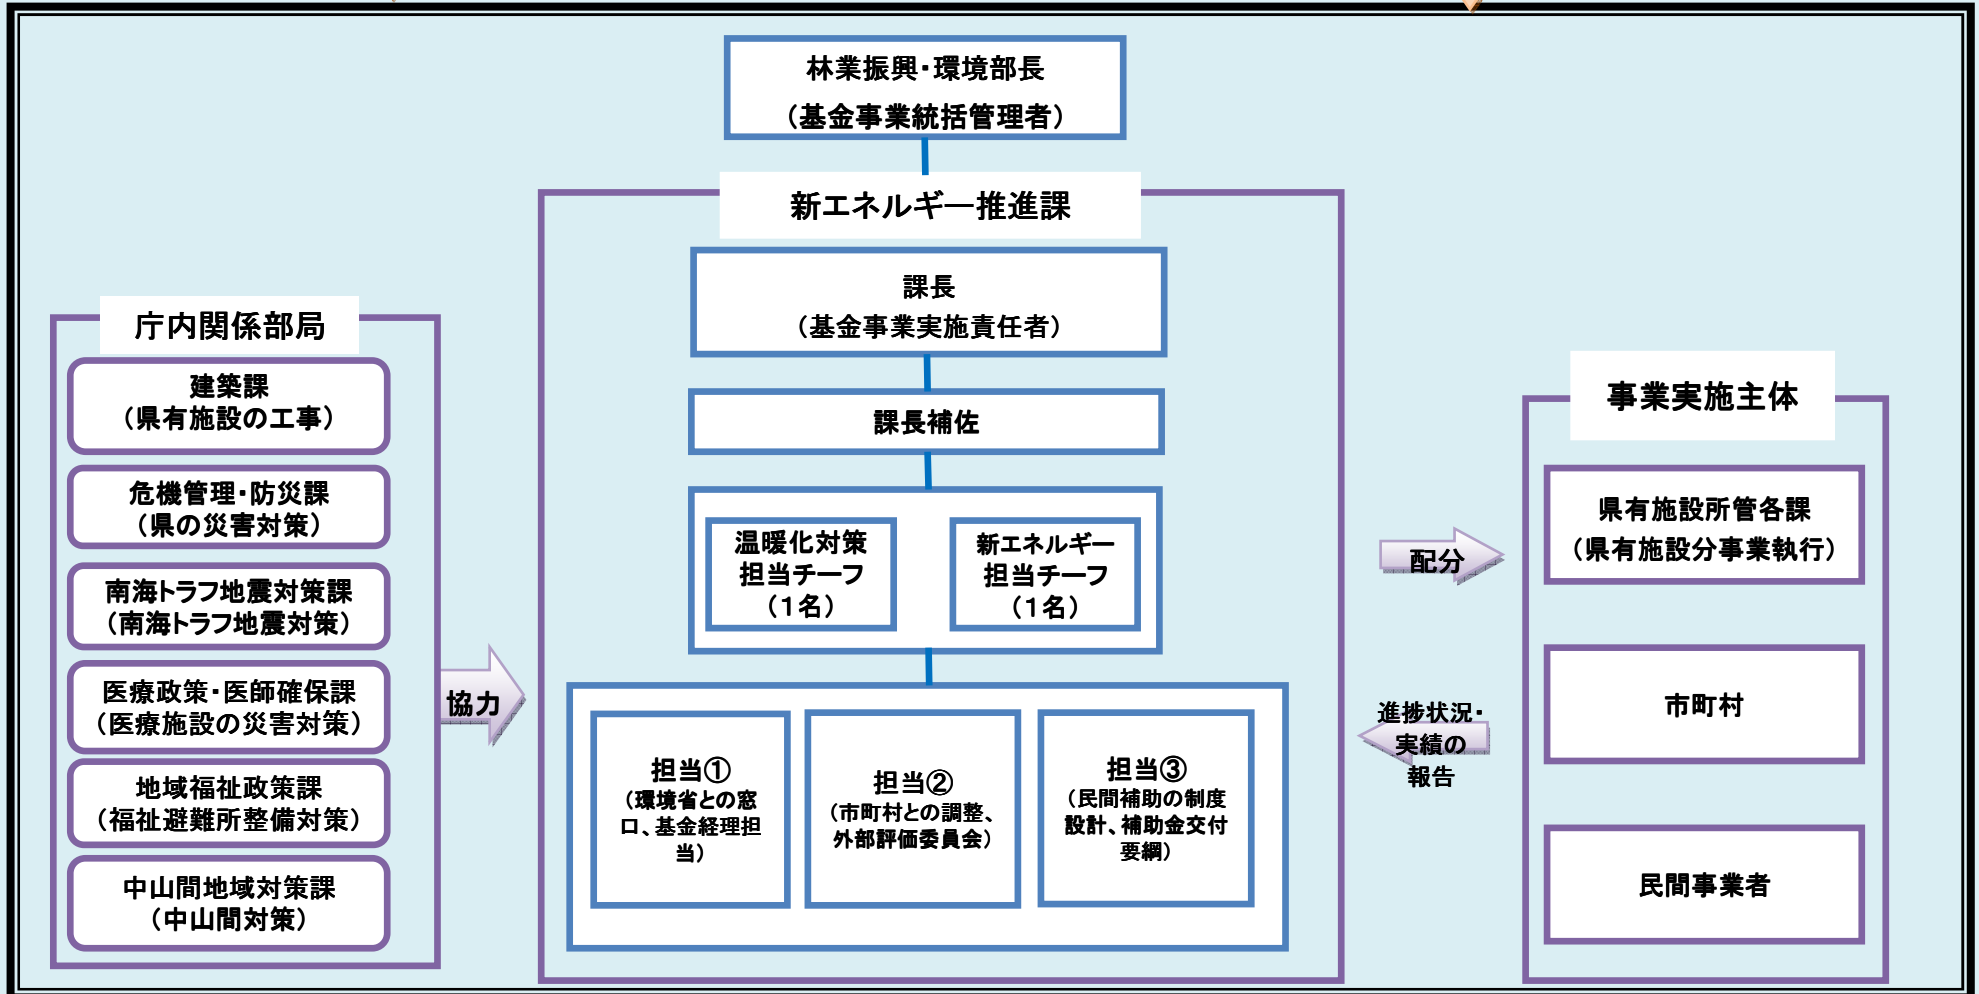 林業振興・環境部長
（基金事業統括管理者）
新エネルギー推進課
課長
（基金事業実施責任者）
課長補佐
温暖化対策
担当チーフ
（１名）
新エネルギー
担当チーフ
（１名）
担当①
（環境省との窓
口、基金経理担
当）
担当②
（市町村との調整、
外部評価委員会）
担当③
（民間補助の制度
設計、補助金交付
要綱）
庁内関係部局
建築課
（県有施設の工事）
危機管理・防災課
（県の災害対策）
南海トラフ地震対策課
（南海トラフ地震対策）
医療政策・医師確保課
（医療施設の災害対策）
地域福祉政策課
（福祉避難所整備対策）
中山間地域対策課
（中山間対策）
協力
配分
進捗状況・
実績の
報告
事業実施主体
県有施設所管各課
（県有施設分事業執行）
市町村
民間事業者